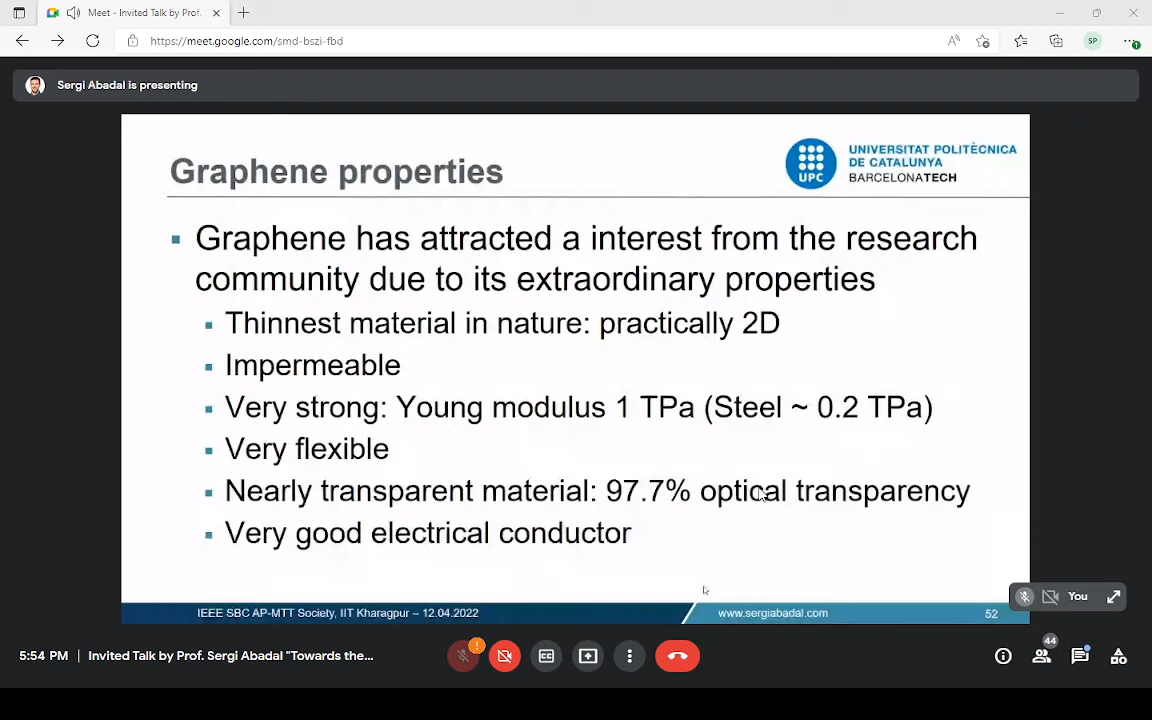 Meet - Invited Talk by Prof.
https://meet.google.com/smd-bszi-fbd
SP
Sergi Abadal is presenting
Graphene properties
UPC
UNIVERSITAT POLITÈCNICA
DE CATALUNYA
BARCELONATECH
Graphene has attracted a interest from the research
community due to its extraordinary properties
Thinnest material in nature: practically 2D
Impermeable
Very strong: Young modulus 1 TPa (Steel ~ 0.2 TPa)
Very flexible
Nearly transparent material: 97.7% optical transparency
Very good electrical conductor
IEEE SBC AP-MTT Society, IIT Kharagpur – 12.04.2022
www.sergiabadal.com
52
You
5:54 PM | Invited Talk by Prof. Sergi Abadal "Towards the...
44